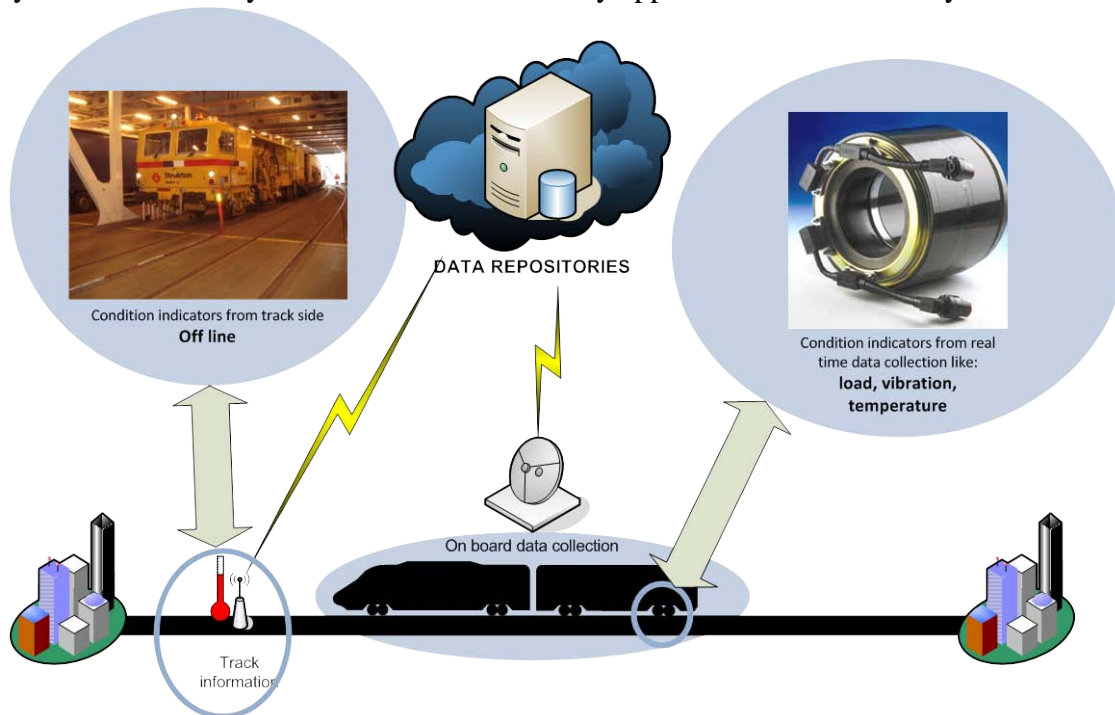 DATA REPOSITORIES
Strukton
Condition indicators from track side
Off line
Condition indicators from real
time data collection like:
load, vibration,
temperature
On board data collection
Track
information